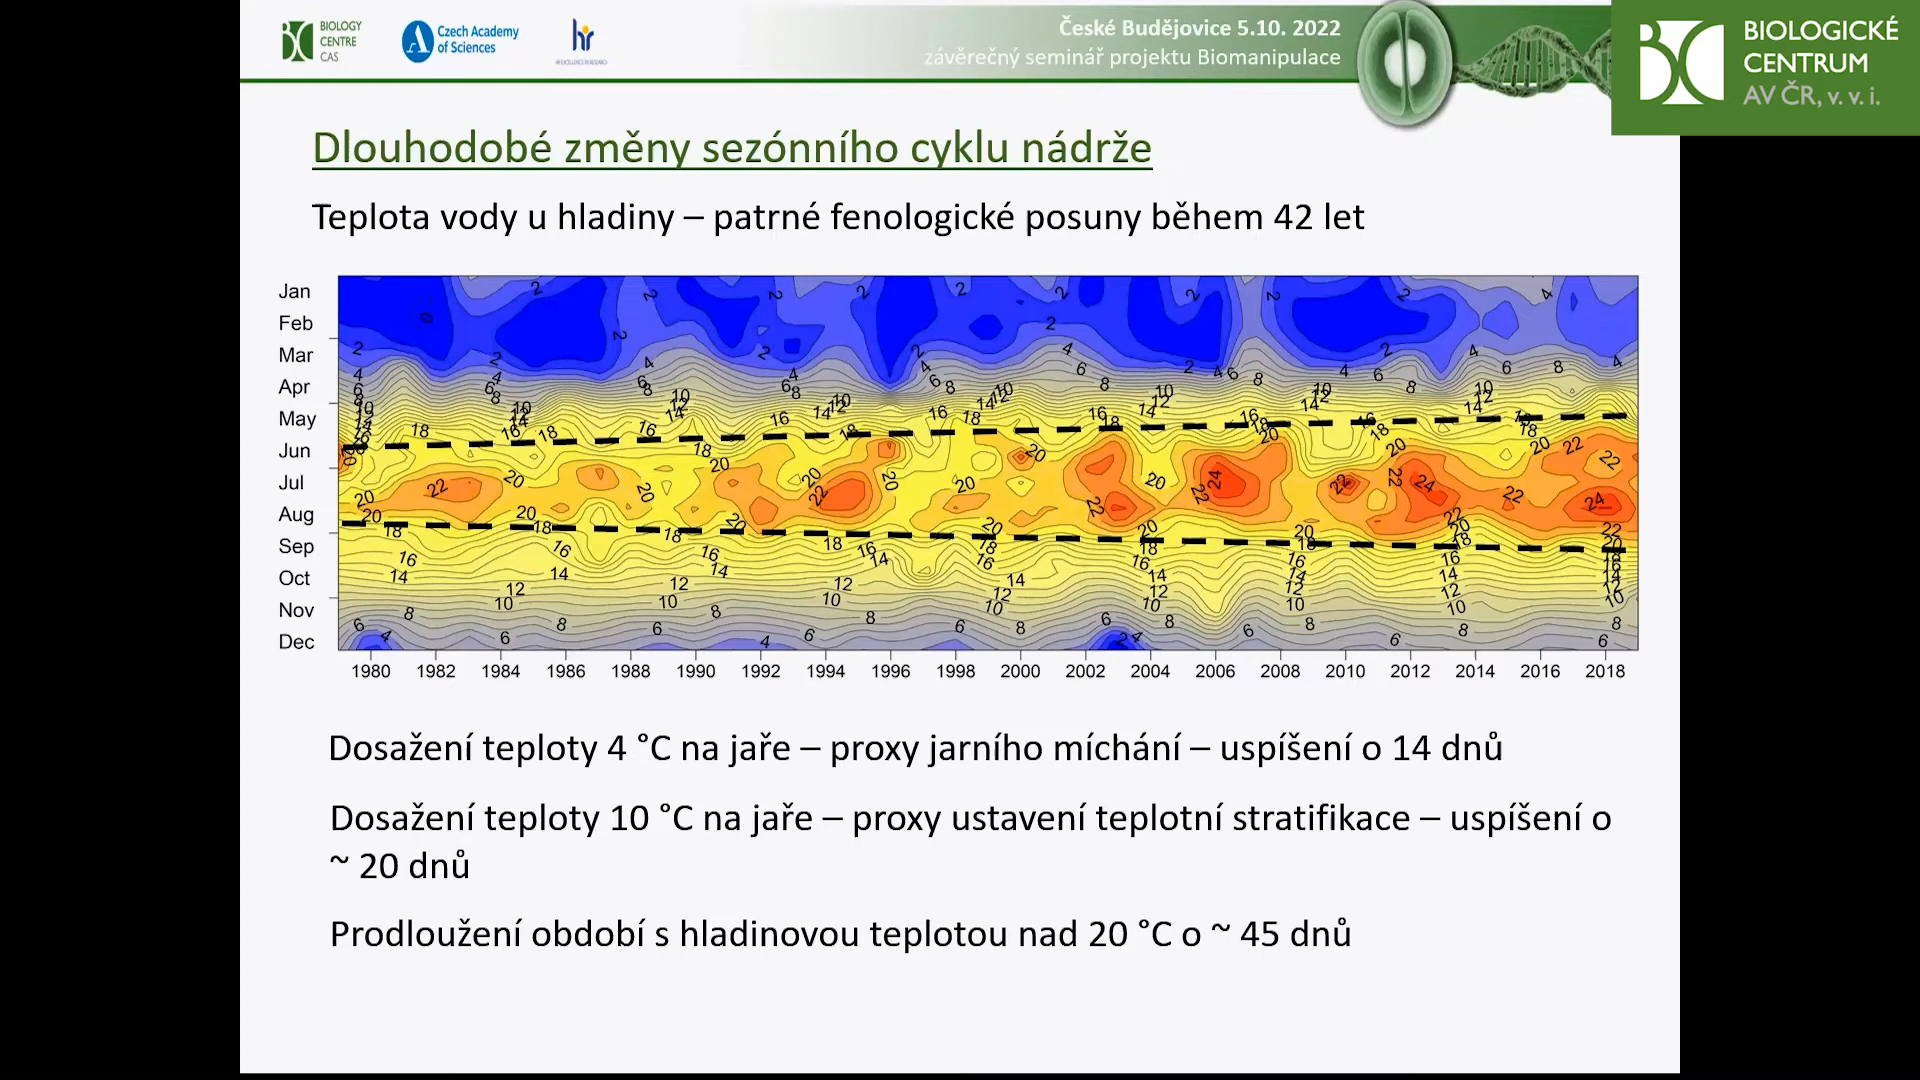 BIOLOGY
CENTRE
CAS
Czech Academy
of Sciences
hr
HR EXCELLENCE IN RESEARCH
České Budějovice 5.10. 2022
závěrečný seminář projektu Biomanipulace
BIOLOGICKÉ
CENTRUM
AV ČR, v. v. i.
Dlouhodobé změny sezónního cyklu nádrže
Teplota vody u hladiny – patrné fenologické posuny během 42 let
Jan
Feb
Mar
Apr
May
Jun
Jul
Aug
Sep
Oct
Nov
Dec
1980 1982 1984 1986 1988 1990 1992 1994 1996 1998 2000 2002 2004 2006 2008 2010 2012 2014 2016 2018
Dosažení teploty 4 °C na jaře – proxy jarního míchání – uspíšení o 14 dnů
Dosažení teploty 10 °C na jaře – proxy ustavení teplotní stratifikace – uspíšení o
~ 20 dnů
Prodloužení období s hladinovou teplotou nad 20 °C o ~ 45 dnů